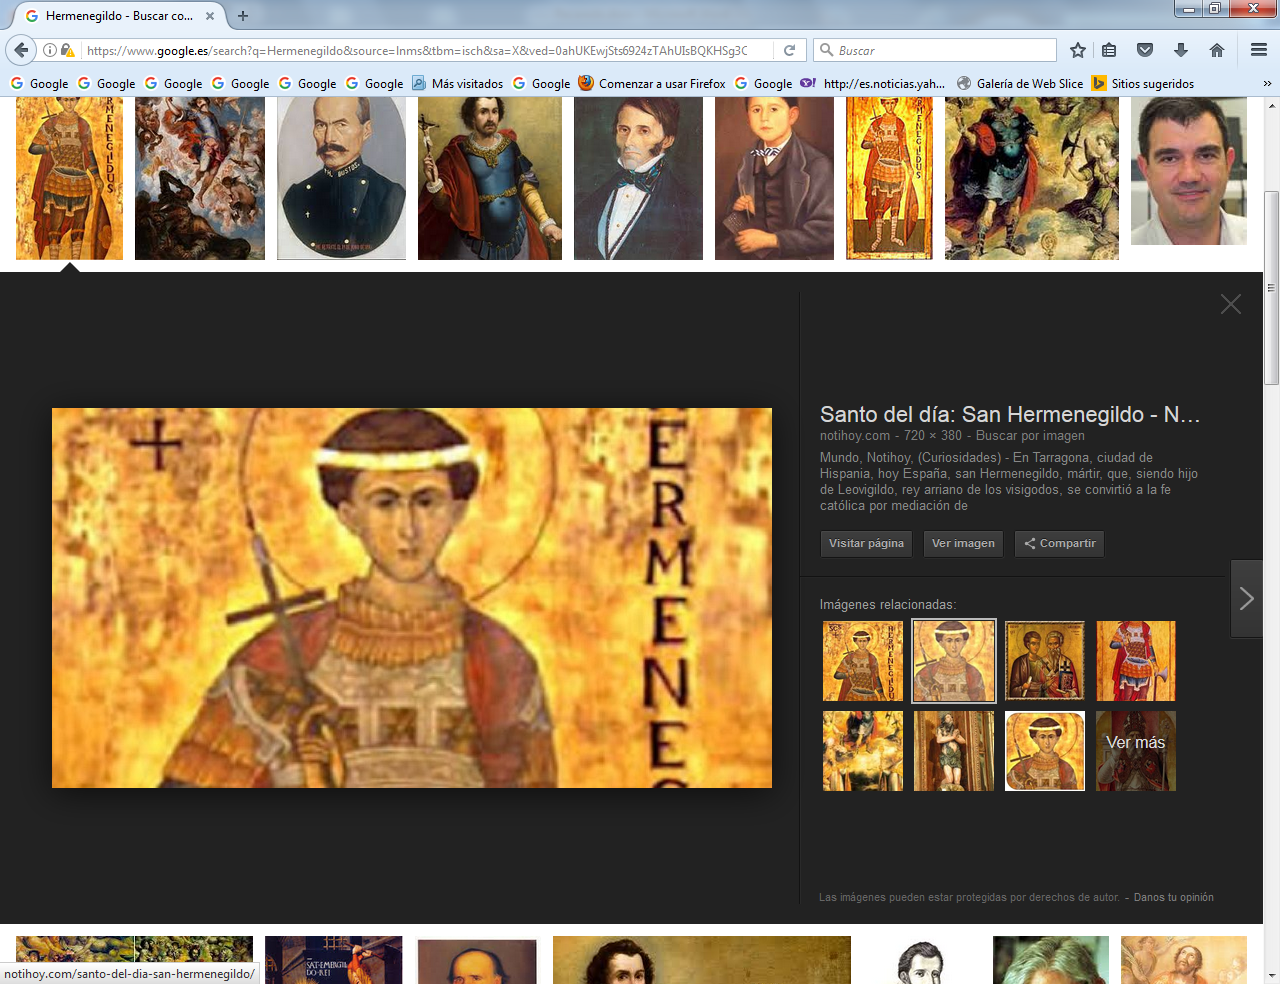 Hermenegildo - Buscar co...
https://www.google.es/search?q=Hermenegildo&source=lnms&tbm=isch&sa=X&ved=0ahUKEwjSts6924zTAhUIsBQKHSg3C
Buscar
Google
Google
Google
Google
Google
Google
Más visitados
Google
Comenzar a usar Firefox
Google
http://es.noticias.yah...
Galería de Web Slice
Sitios sugeridos
ERMENEGILDUS
ERMENEGILDUS
ERMENE
Santo del día: San Hermenegildo - N...
notihoy.com - 720 × 380 - Buscar por imagen
Mundo, Notihoy, (Curiosidades) - En Tarragona, ciudad de
Hispania, hoy España, san Hermenegildo, mártir, que, siendo hijo
de Leovigildo, rey arriano de los visigodos, se convirtió a la fe
católica por mediación de
Visitar página
Ver imagen
Compartir
Imágenes relacionadas:
Ver más
Las imágenes pueden estar protegidas por derechos de autor. - Danos tu opinión
notihoy.com/santo-del-dia-san-hermenegildo/